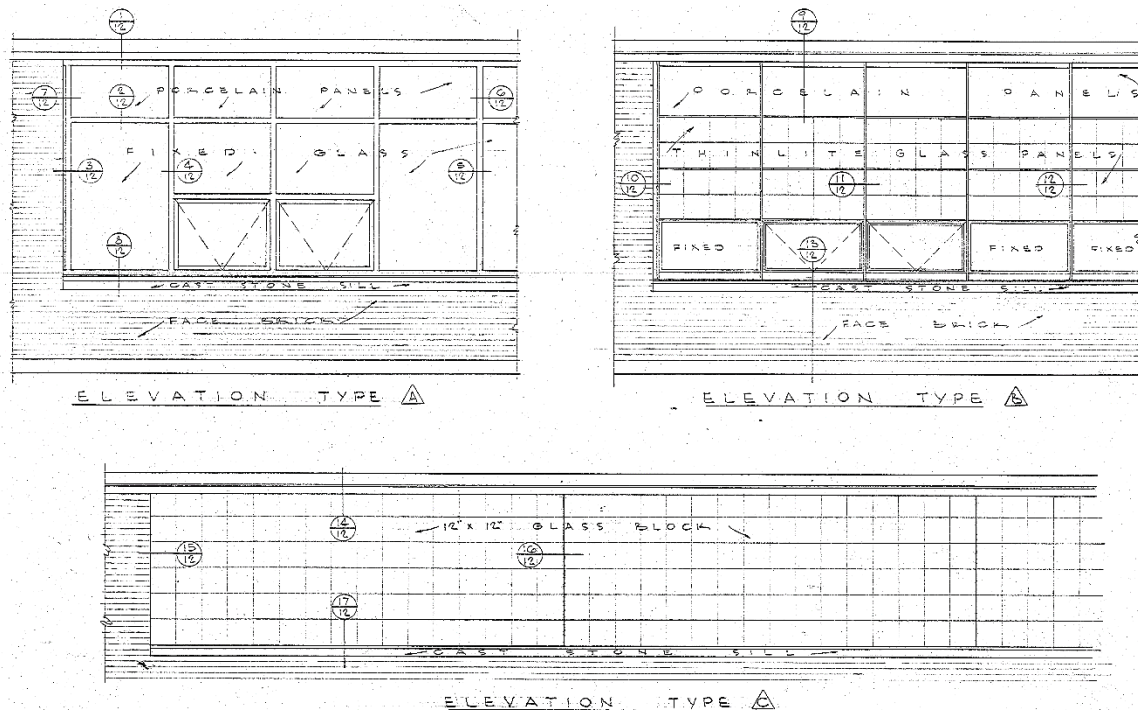 1
12
7
12
2
12
PORCELAIN PANELS
6
12
FIXED GLASS
3
12
4
12
5
12
8
12
CAST STONE SILL
FACE BRICK
ELEVATION TYPE A
9
12
PORCELAIN PANELS
THINLITE GLASS PANELS
10
12
11
12
12
12
FIXED
13
12
FIXED
FIXED
CAST STONE SILL
FACE BRICK
ELEVATION TYPE B
14
12
12" X 12" GLASS BLOCK
15
12
16
12
17
12
CAST STONE SILL
ELEVATION TYPE C